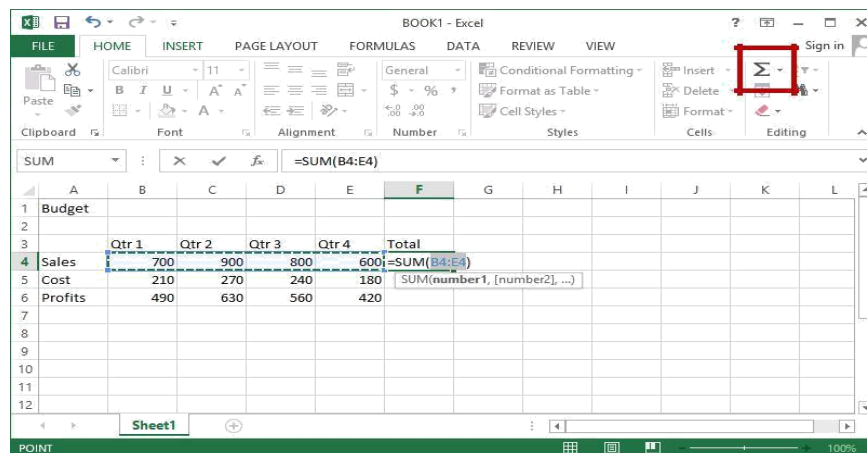 BOOK1 - Excel
FILE HOME INSERT PAGE LAYOUT FORMULAS DATA REVIEW VIEW Sign in
Paste
Calibri 11
B I U A A
A
General
$ - % ,
Conditional Formatting
Format as Table
Cell Styles
Insert
Delete
Format
Σ
Clipboard Font Alignment Number Styles Cells Editing
SUM fx =SUM(B4:E4)
A B C D E F G H I J K L
1 Budget
2
3 Qtr 1 Qtr 2 Qtr 3 Qtr 4 Total
4 Sales 700 900 800 600 =SUM(B4:E4)
5 Cost 210 270 240 180 SUM(number1, [number2], ...)
6 Profits 490 630 560 420
7
8
9
10
11
12
Sheet1
POINT 100%